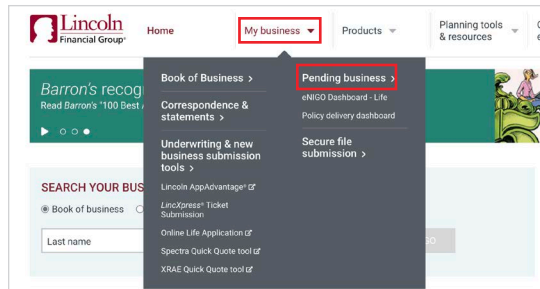 Lincoln
Financial Group®
Home
My business
Products
Planning tools
& resources
Book of Business >
Correspondence &
statements >
Underwriting & new
business submission
tools >
Lincoln AppAdvantage®
LincXpress® Ticket
Submission
Online Life Application
Spectra Quick Quote tool
XRAE Quick Quote tool
Pending business >
eNIGO Dashboard - Life
Policy delivery dashboard
Secure file
submission >
Barron's recog
Read Barron's "100 Best
SEARCH YOUR BUS
Book of business
Last name
GO